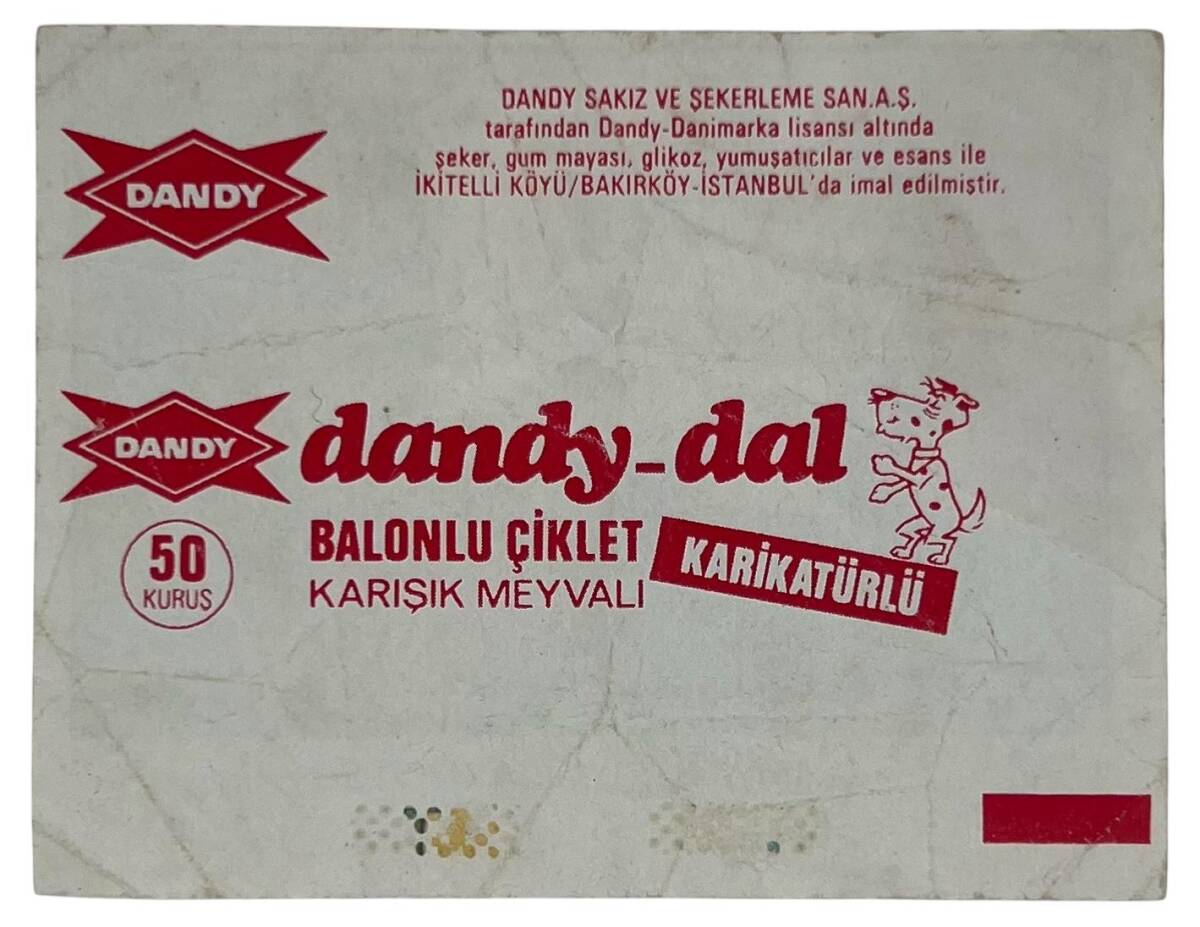 DANDY
DANDY SAKIZ VE ŞEKERLEME SAN.A.Ş.
tarafından Dandy-Danimarka lisansı altında
şeker, gum mayası, glikoz, yumuşatıcılar ve esans ile
İKİTELLİ KÖYÜ/BAKIRKÖY-İSTANBUL'da imal edilmiştir.
DANDY
dandy-dal
50
KURUŞ
BALONLU ÇİKLET
KARIŞIK MEYVALI
KARİKATÜRLÜ